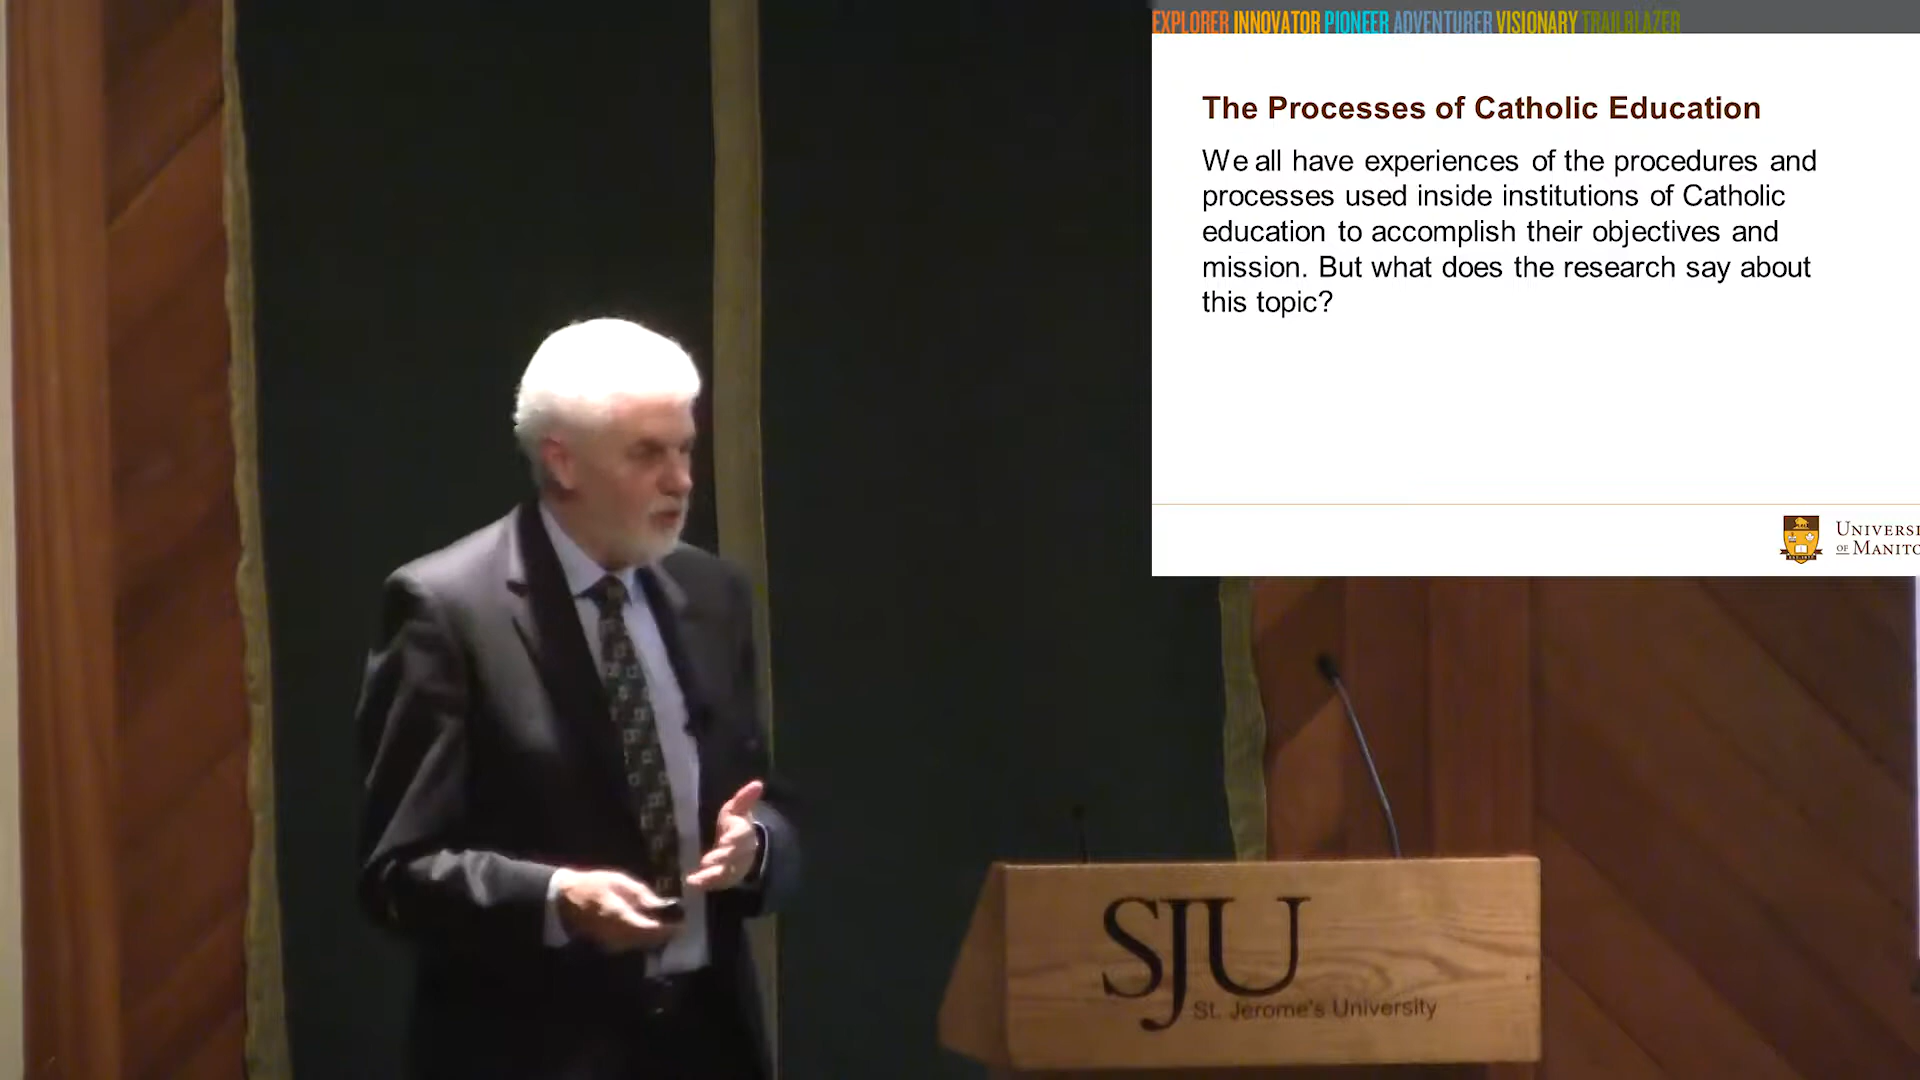 EXPLORER INNOVATOR PIONEER ADVENTURER VISIONARY TRAILBLAZER
The Processes of Catholic Education
We all have experiences of the procedures and
processes used inside institutions of Catholic
education to accomplish their objectives and
mission. But what does the research say about
this topic?
UNIVERSI
OF MANITO
SJU
St. Jerome's University